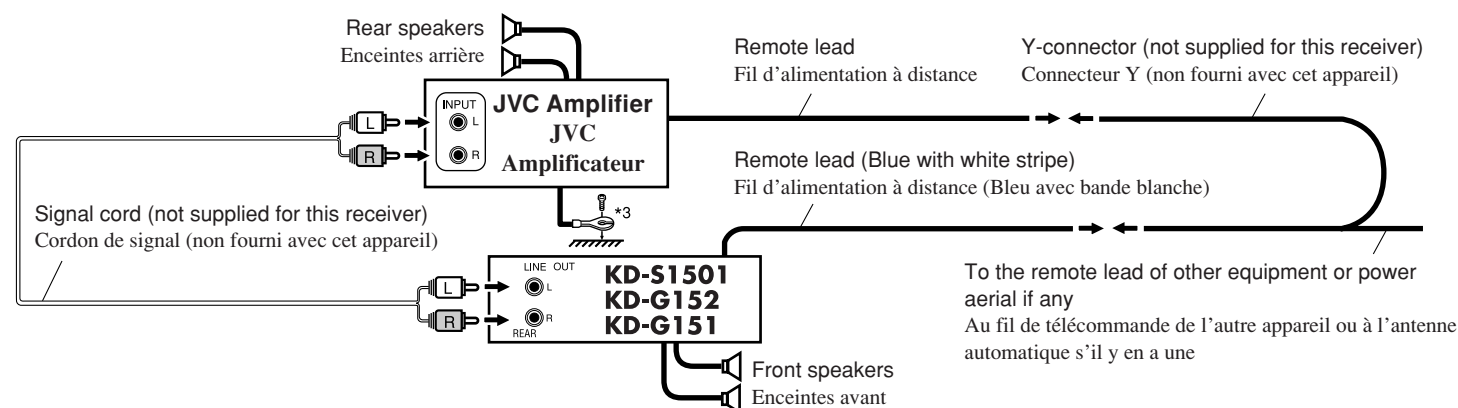 Rear speakers
Enceintes arrière
Remote lead
Fil d’alimentation à distance
Y-connector (not supplied for this receiver)
Connecteur Y (non fourni avec cet appareil)
INPUT
L
R
L
R
JVC Amplifier
JVC
Amplificateur
Remote lead (Blue with white stripe)
Fil d’alimentation à distance (Bleu avec bande blanche)
*3
Signal cord (not supplied for this receiver)
Cordon de signal (non fourni avec cet appareil)
LINE OUT
L
R
L
R
REAR
KD-S1501
KD-G152
KD-G151
To the remote lead of other equipment or power
aerial if any
Au fil de télécommande de l’autre appareil ou à l’antenne
automatique s’il y en a une
Front speakers
Enceintes avant